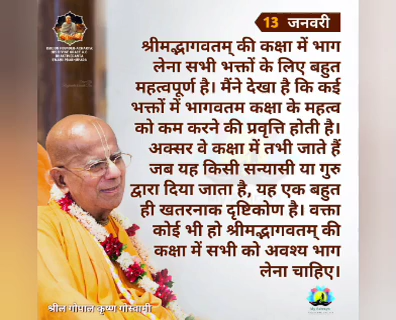 13 जनवरी
श्रीमद्भागवतम् की कक्षा में भाग
लेना सभी भक्तों के लिए बहुत
महत्वपूर्ण है। मैंने देखा है कि कई
भक्तों में भागवतम कक्षा के महत्व
को कम करने की प्रवृत्ति होती है।
अक्सर वे कक्षा में तभी जाते हैं
जब यह किसी सन्यासी या गुरु
द्वारा दिया जाता है, यह एक बहुत
ही खतरनाक दृष्टिकोण है। वक्ता
कोई भी हो श्रीमद्भागवतम् की
कक्षा में सभी को अवश्य भाग
लेना चाहिए।
श्रील गोपाल कृष्ण गोस्वामी